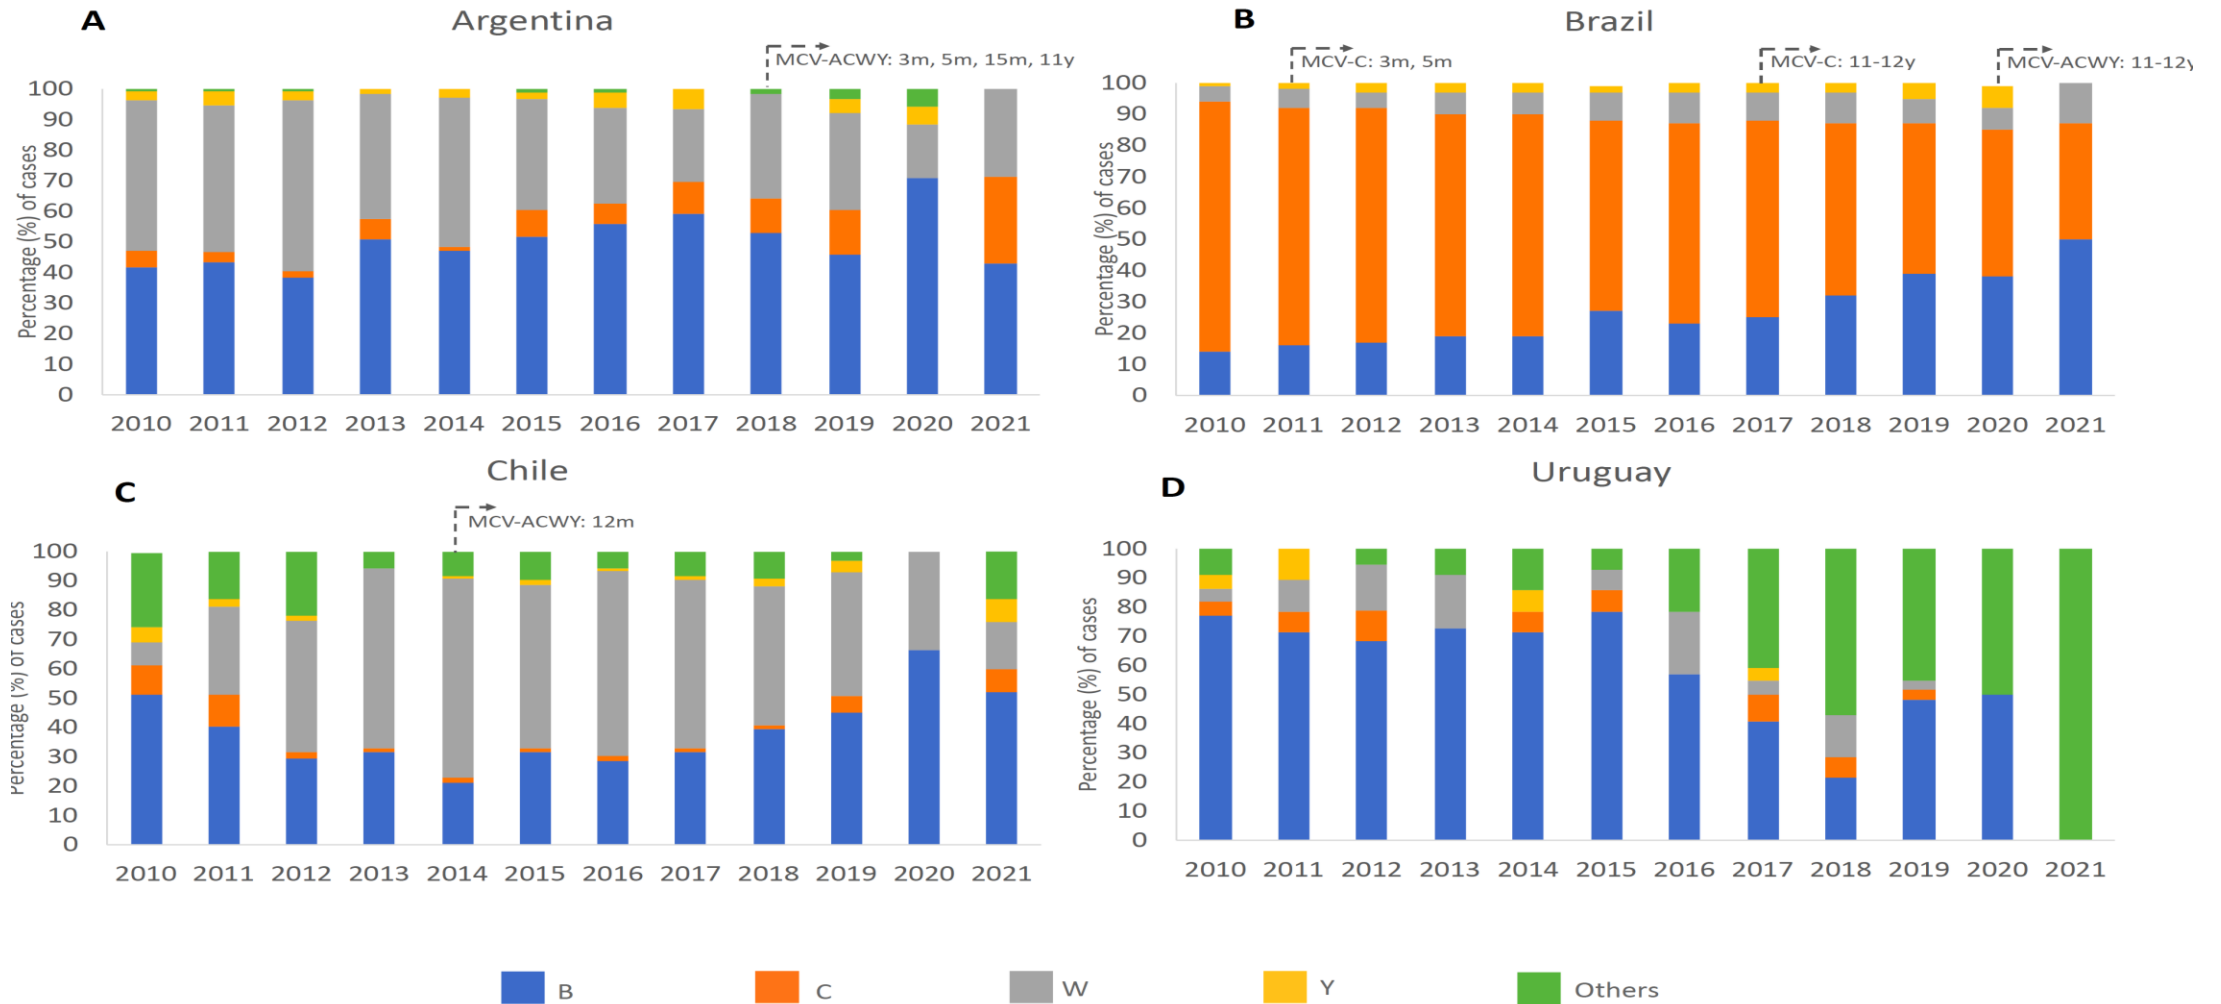 A
Argentina
MCV-ACWY: 3m, 5m, 15m, 11y
Percentage (%) of cases
100
90
80
70
60
50
40
30
20
10
0
2010 2011 2012 2013 2014 2015 2016 2017 2018 2019 2020 2021
B
Brazil
MCV-C: 3m, 5m
MCV-C: 11-12y
MCV-ACWY: 11-12y
Percentage (%) of cases
100
90
80
70
60
50
40
30
20
10
0
2010 2011 2012 2013 2014 2015 2016 2017 2018 2019 2020 2021
C
Chile
MCV-ACWY: 12m
Percentage (%) of cases
100
90
80
70
60
50
40
30
20
10
0
2010 2011 2012 2013 2014 2015 2016 2017 2018 2019 2020 2021
D
Uruguay
Percentage (%) of cases
100
90
80
70
60
50
40
30
20
10
0
2010 2011 2012 2013 2014 2015 2016 2017 2018 2019 2020 2021
B C W Y Others